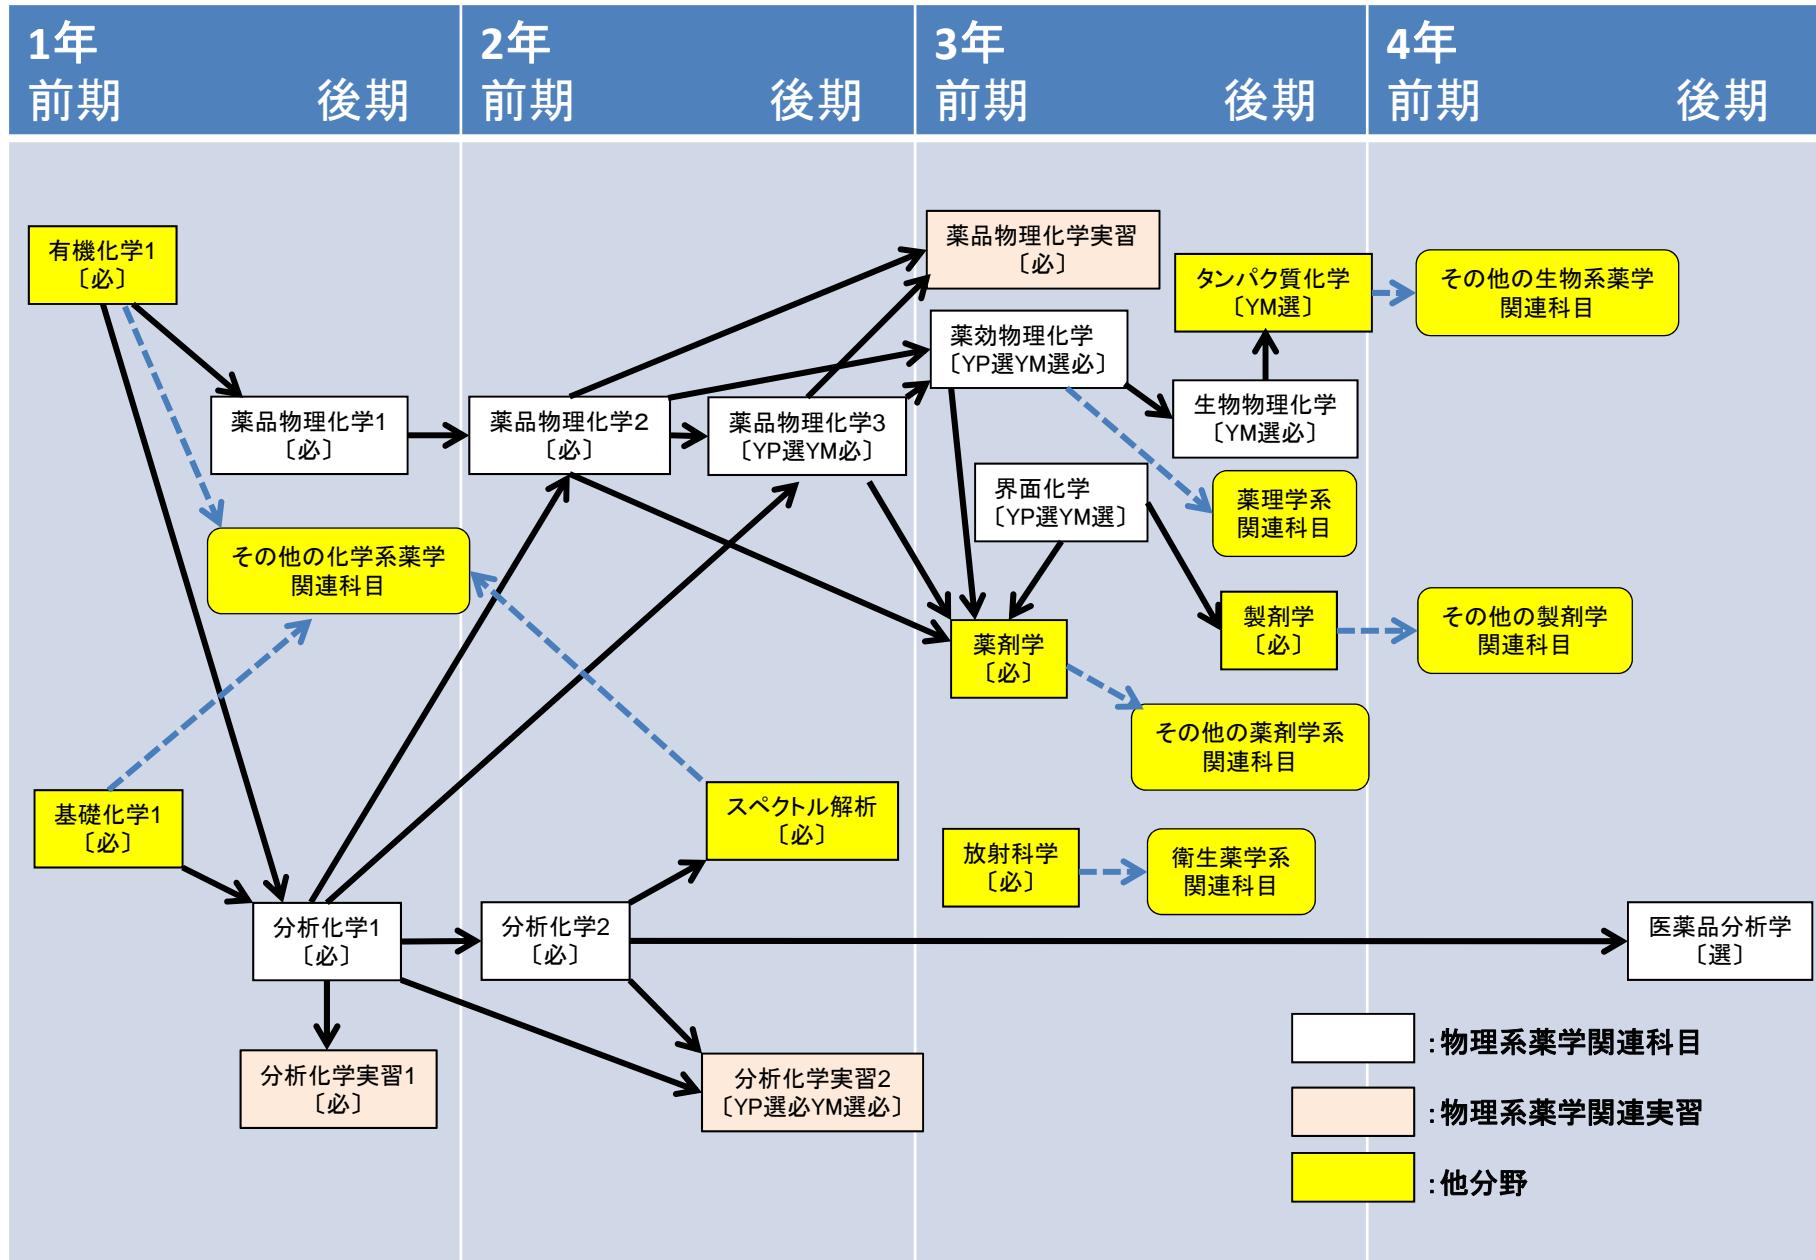 1年
前期 後期
2年
前期 後期
3年
前期 後期
4年
前期 後期
有機化学1
〔必〕
薬品物理化学1
〔必〕
その他の化学系薬学
関連科目
基礎化学1
〔必〕
分析化学1
〔必〕
分析化学実習1
〔必〕
薬品物理化学2
〔必〕
薬品物理化学3
〔YP選YM必〕
スペクトル解析
〔必〕
分析化学2
〔必〕
分析化学実習2
〔YP選必YM選必〕
薬品物理化学実習
〔必〕
薬効物理化学
〔YP選YM選必〕
界面化学
〔YP選YM選〕
薬剤学
〔必〕
タンパク質化学
〔YM選〕
生物物理化学
〔YM選必〕
薬理学系
関連科目
製剤学
〔必〕
その他の薬剤学系
関連科目
放射科学
〔必〕
衛生薬学系
関連科目
その他の生物系薬学
関連科目
その他の製剤学
関連科目
医薬品分析学
〔選〕
:物理系薬学関連科目
:物理系薬学関連実習
:他分野